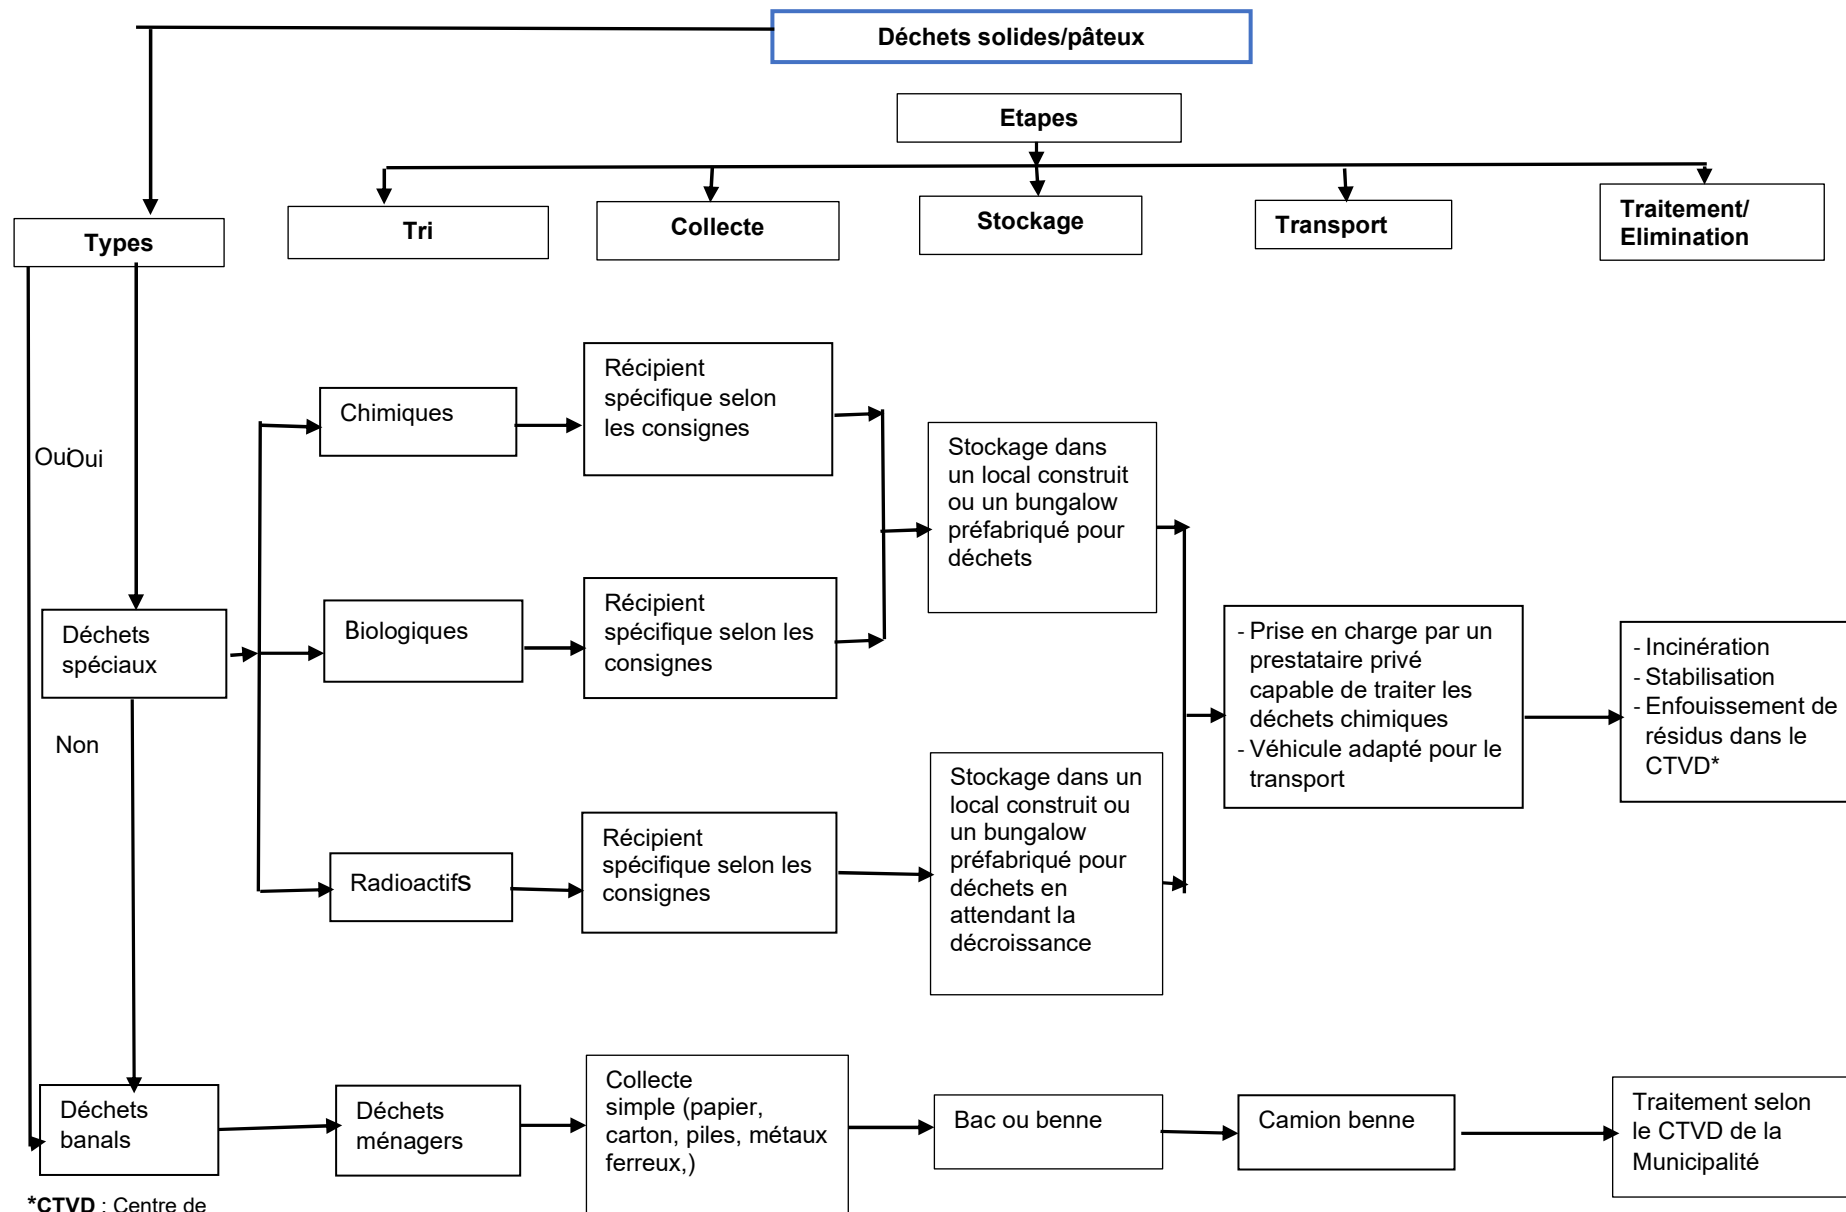 Déchets solides/pâteux
Etapes
Types
Tri
Collecte
Stockage
Transport
Traitement/
Elimination
Oui
Oui
Déchets
spéciaux
Non
Chimiques
Récipient
spécifique selon
les consignes
Biologiques
Récipient
spécifique selon les
consignes
Stockage dans
un local construit
ou un bungalow
préfabriqué pour
déchets
Radioactifs
Récipient
spécifique selon les
consignes
Stockage dans un
local construit ou
un bungalow
préfabriqué pour
déchets en
attendant la
décroissance
- Prise en charge par un
prestataire privé
capable de traiter les
déchets chimiques
- Véhicule adapté pour le
transport
- Incinération
- Stabilisation
- Enfouissement de
résidus dans le
CTVD*
Déchets
banals
Déchets
ménagers
Collecte
simple (papier,
carton, piles, métaux
ferreux,)
Bac ou benne
Camion benne
Traitement selon
le CTVD de la
Municipalité
*CTVD : Centre de